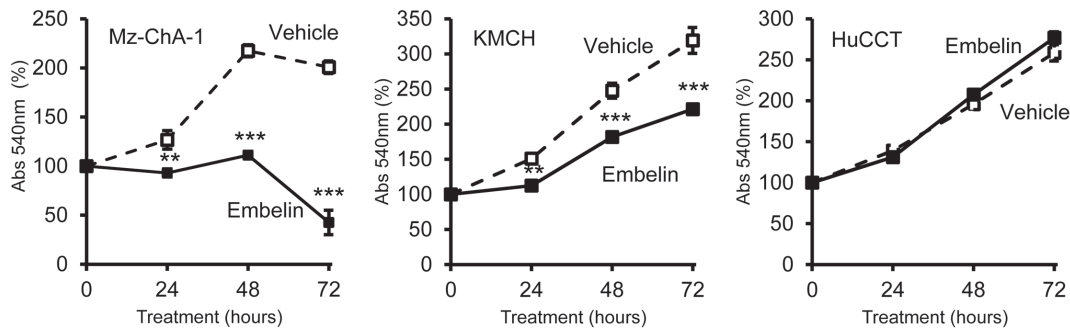 Mz-ChA-1
Vehicle
Embelin
**
***
***
Abs 540nm (%)
250
200
150
100
50
0
0 24 48 72
Treatment (hours)
KMCH
Vehicle
Embelin
**
***
***
Abs 540nm (%)
350
300
250
200
150
100
50
0
0 24 48 72
Treatment (hours)
HuCCT
Embelin
Vehicle
Abs 540nm (%)
300
250
200
150
100
50
0
0 24 48 72
Treatment (hours)